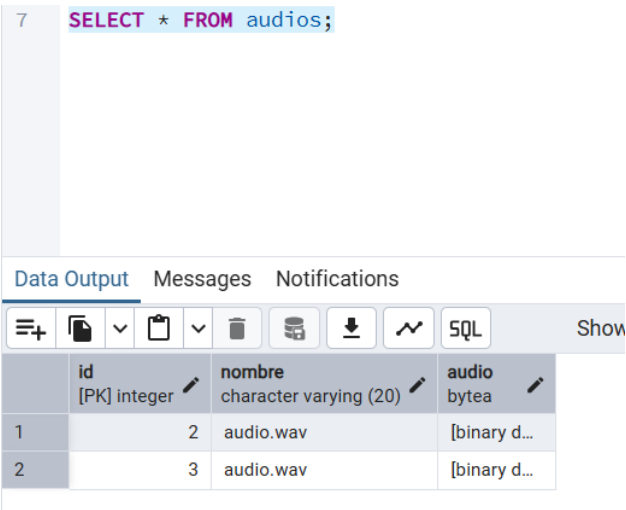 7 SELECT * FROM audios;
Data Output Messages Notifications
SQL Show
id nombre audio
[PK] integer character varying (20) bytea
1 2 audio.wav [binary d...
2 3 audio.wav [binary d...